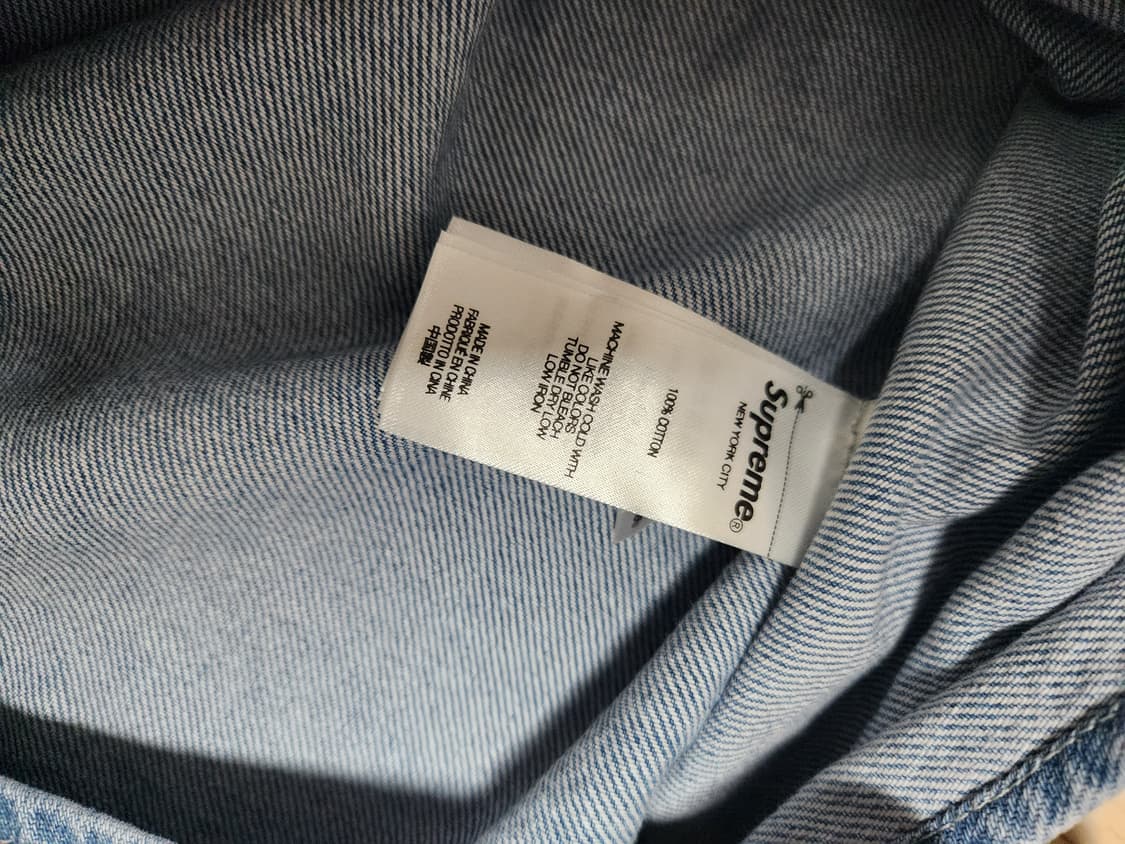 Supreme®
NEW YORK CITY
100% COTTON
MACHINE WASH COLD WITH
LIKE COLORS
DO NOT BLEACH
TUMBLE DRY LOW
LOW IRON
MADE IN CHINA
FABRIQUÉ EN CHINE
PRODOTTO IN CINA
中国製